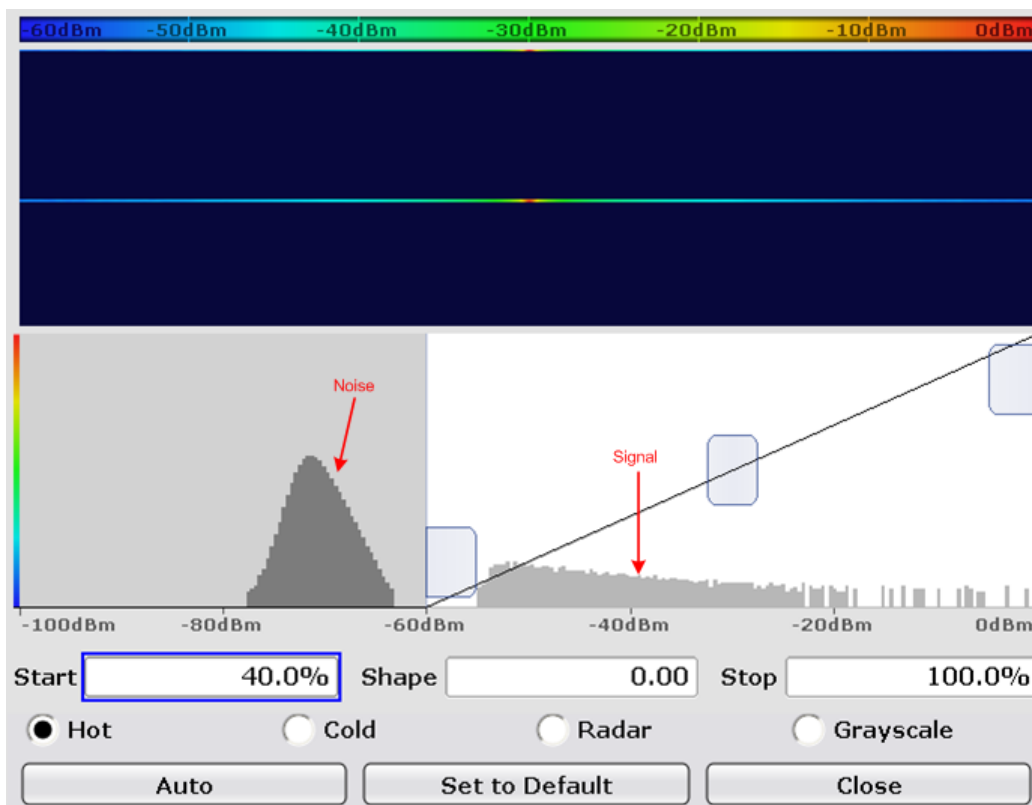 -60dBm -50dBm -40dBm -30dBm -20dBm -10dBm 0dBm
Noise
Signal
-100dBm -80dBm -60dBm -40dBm -20dBm 0dBm
Start 40.0% Shape 0.00 Stop 100.0%
Hot Cold Radar Grayscale
Auto Set to Default Close